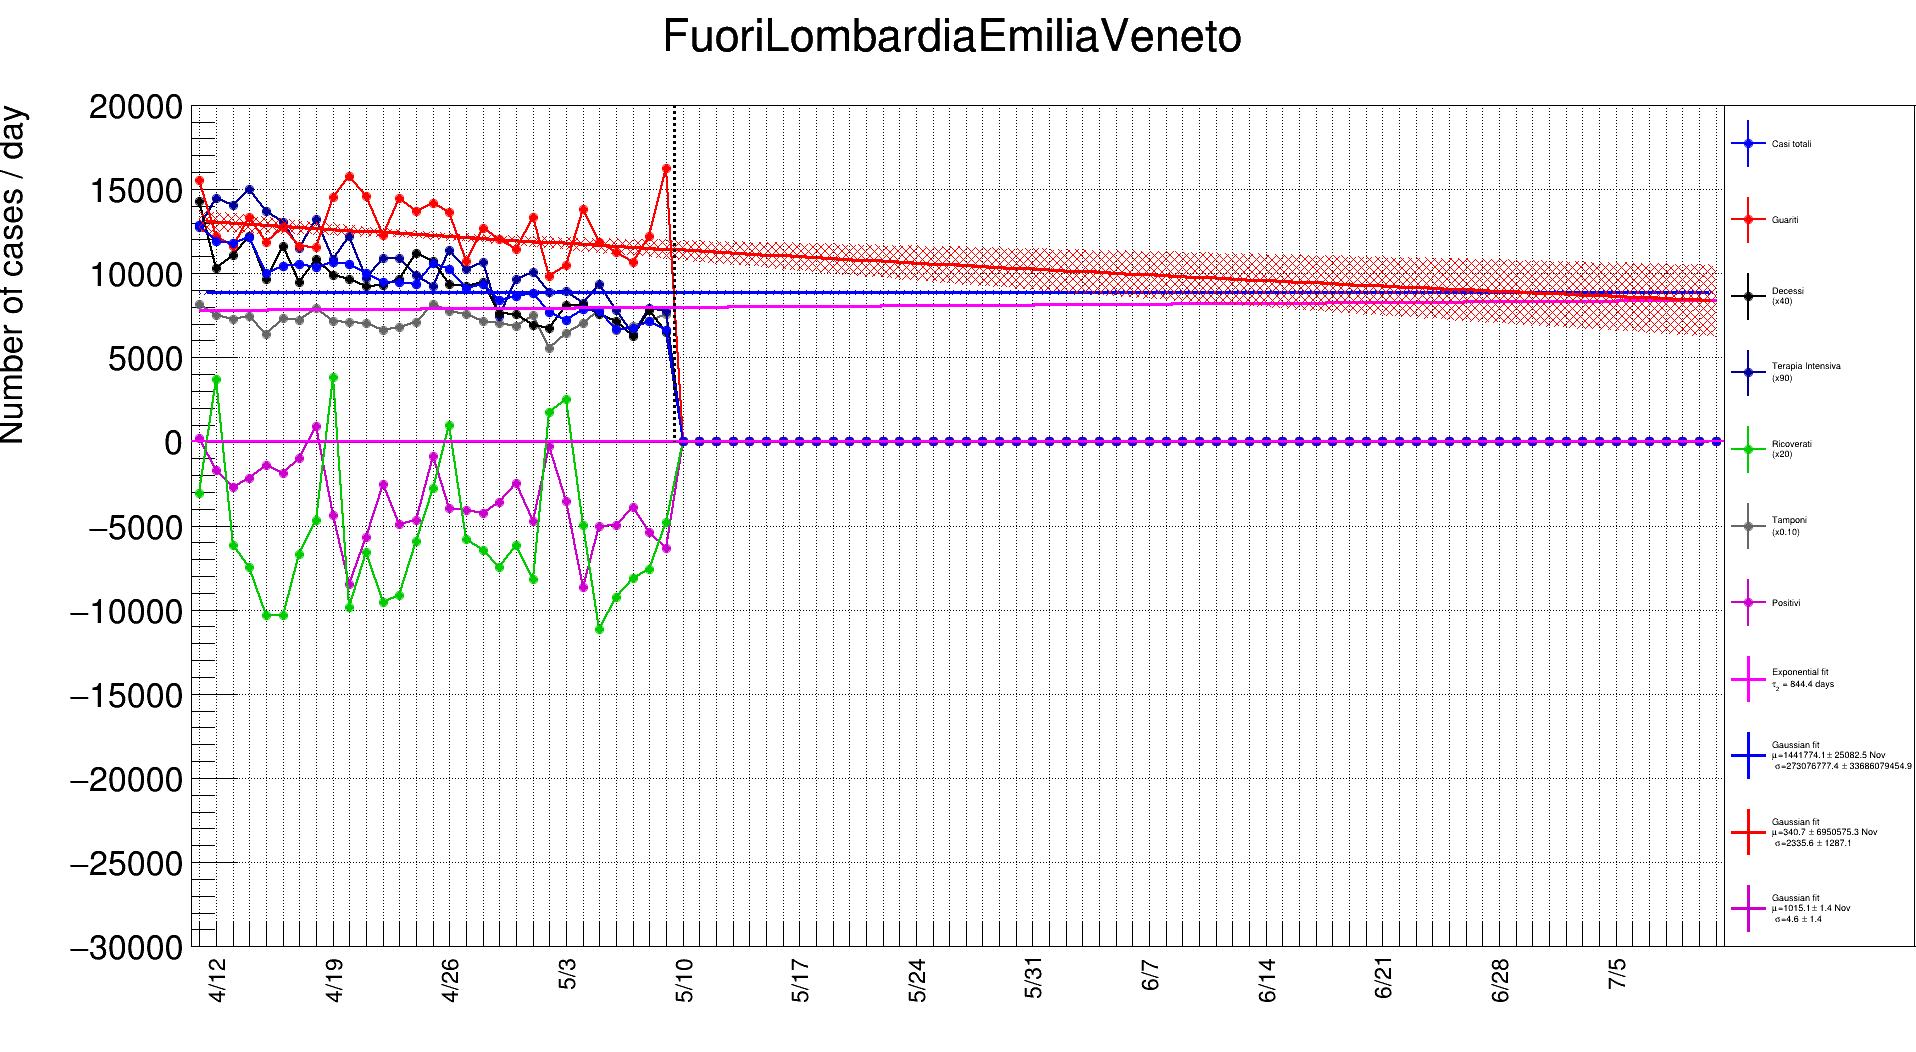 FuoriLombardiaEmiliaVeneto
Number of cases / day
20000
15000
10000
5000
0
−5000
−10000
−15000
−20000
−25000
−30000
4/12
4/19
4/26
5/3
5/10
5/17
5/24
5/31
6/7
6/14
6/21
6/28
7/5
Casi totali
Guariti
Decessi
(x40)
Terapia Intensiva
(x90)
Ricoverati
(x20)
Tamponi
(x0.10)
Positivi
Exponential fit
τ2 = 844.4 days
Gaussian fit
μ=1441774.1± 25082.5 Nov
σ=273076777.4 ± 33686079454.9
Gaussian fit
μ=340.7 ± 6950575.3 Nov
σ=2335.6 ± 1287.1
Gaussian fit
μ=1015.1± 1.4 Nov
σ=4.6 ± 1.4